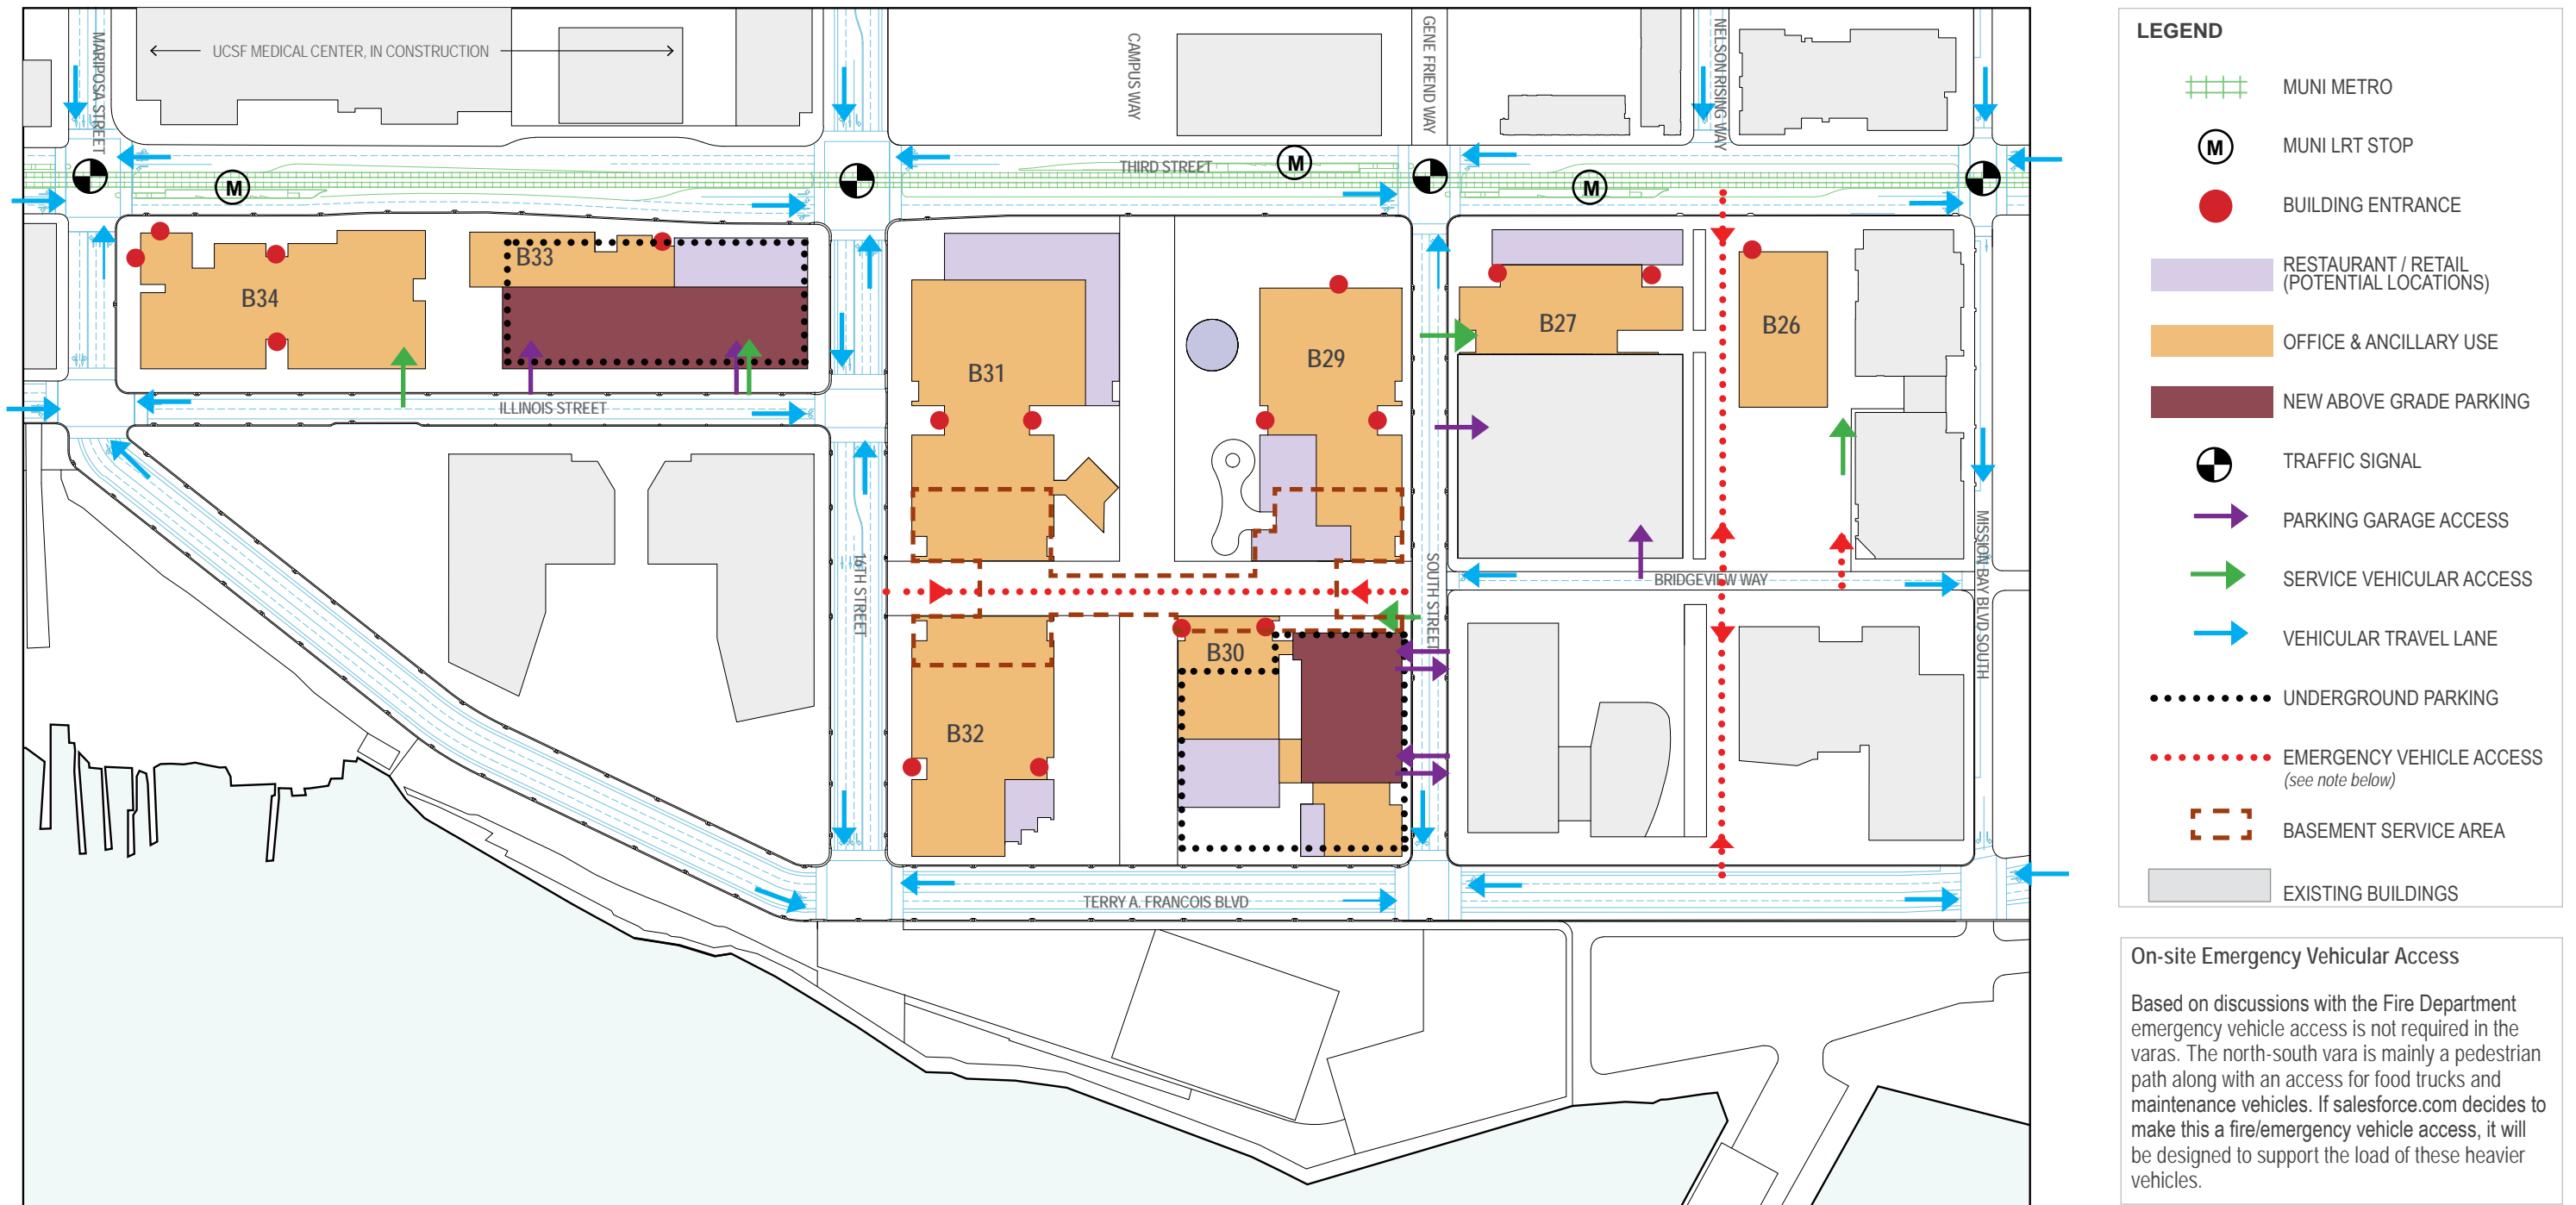 UCSF MEDICAL CENTER, IN CONSTRUCTION
MARIPOSA STREET
CAMPUS WAY
GENE FRIEND WAY
NELSON RISING WAY
THIRD STREET
M
M
M
B34
B33
B31
B29
B27
B26
ILLINOIS STREET
16TH STREET
SOUTH STREET
BRIDGEVIEW WAY
MISSION BAY BLVD SOUTH
B30
B32
TERRY A. FRANCOIS BLVD
LEGEND
MUNI METRO
M
MUNI LRT STOP
BUILDING ENTRANCE
RESTAURANT / RETAIL
(POTENTIAL LOCATIONS)
OFFICE & ANCILLARY USE
NEW ABOVE GRADE PARKING
TRAFFIC SIGNAL
PARKING GARAGE ACCESS
SERVICE VEHICULAR ACCESS
VEHICULAR TRAVEL LANE
UNDERGROUND PARKING
EMERGENCY VEHICLE ACCESS
(see note below)
BASEMENT SERVICE AREA
EXISTING BUILDINGS
On-site Emergency Vehicular Access
Based on discussions with the Fire Department
emergency vehicle access is not required in the
varas. The north-south vara is mainly a pedestrian
path along with an access for food trucks and
maintenance vehicles. If salesforce.com decides to
make this a fire/emergency vehicle access, it will
be designed to support the load of these heavier
vehicles.